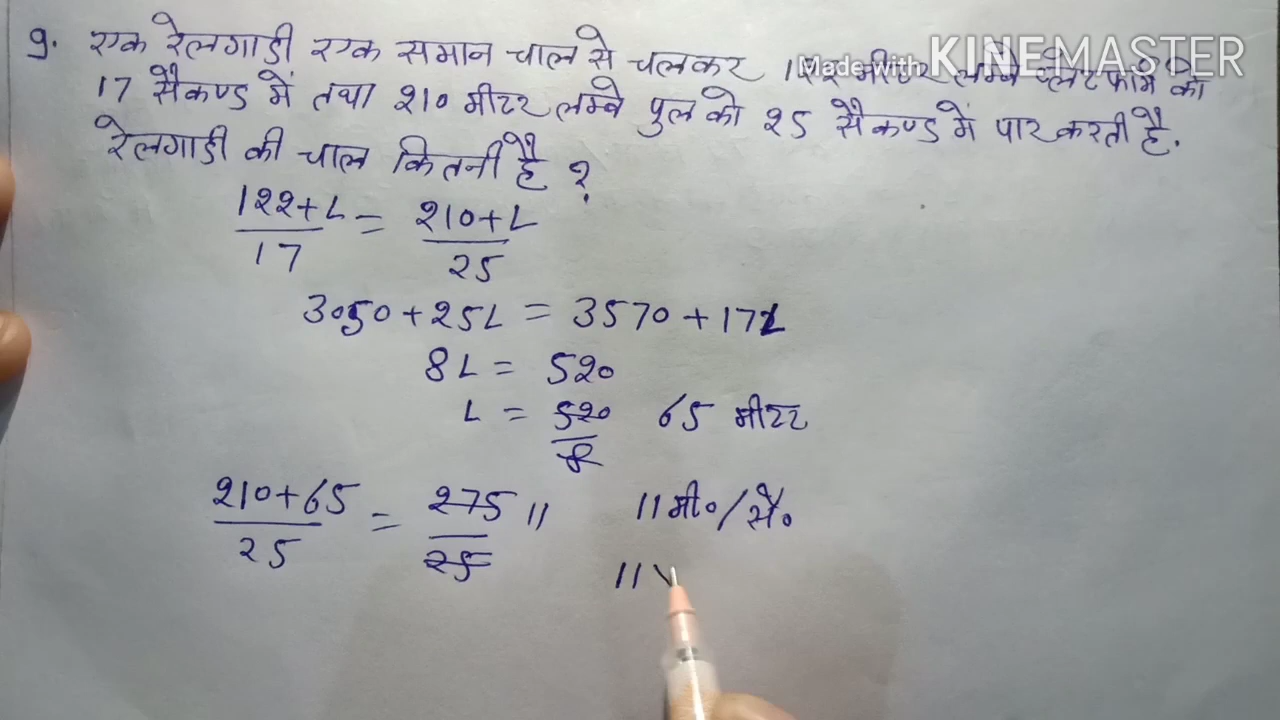 9. एक रेलगाडी एक समान चाल से चलकर 122 मीटर लम्बे प्लेटफार्म को
Made with KINEMASTER
17 सैकण्ड में तथा 210 मीटर लम्बे पुल को 25 सैकण्ड में पार करती है.
रेलगाडी की चाल कितनी है ?
122+L/17 = 210+L/25
3050+25L = 3570+17L
8L = 520
L = 520/8 65 मीटर
210+65/25 = 275/25 11 11 मी०/सै०
11